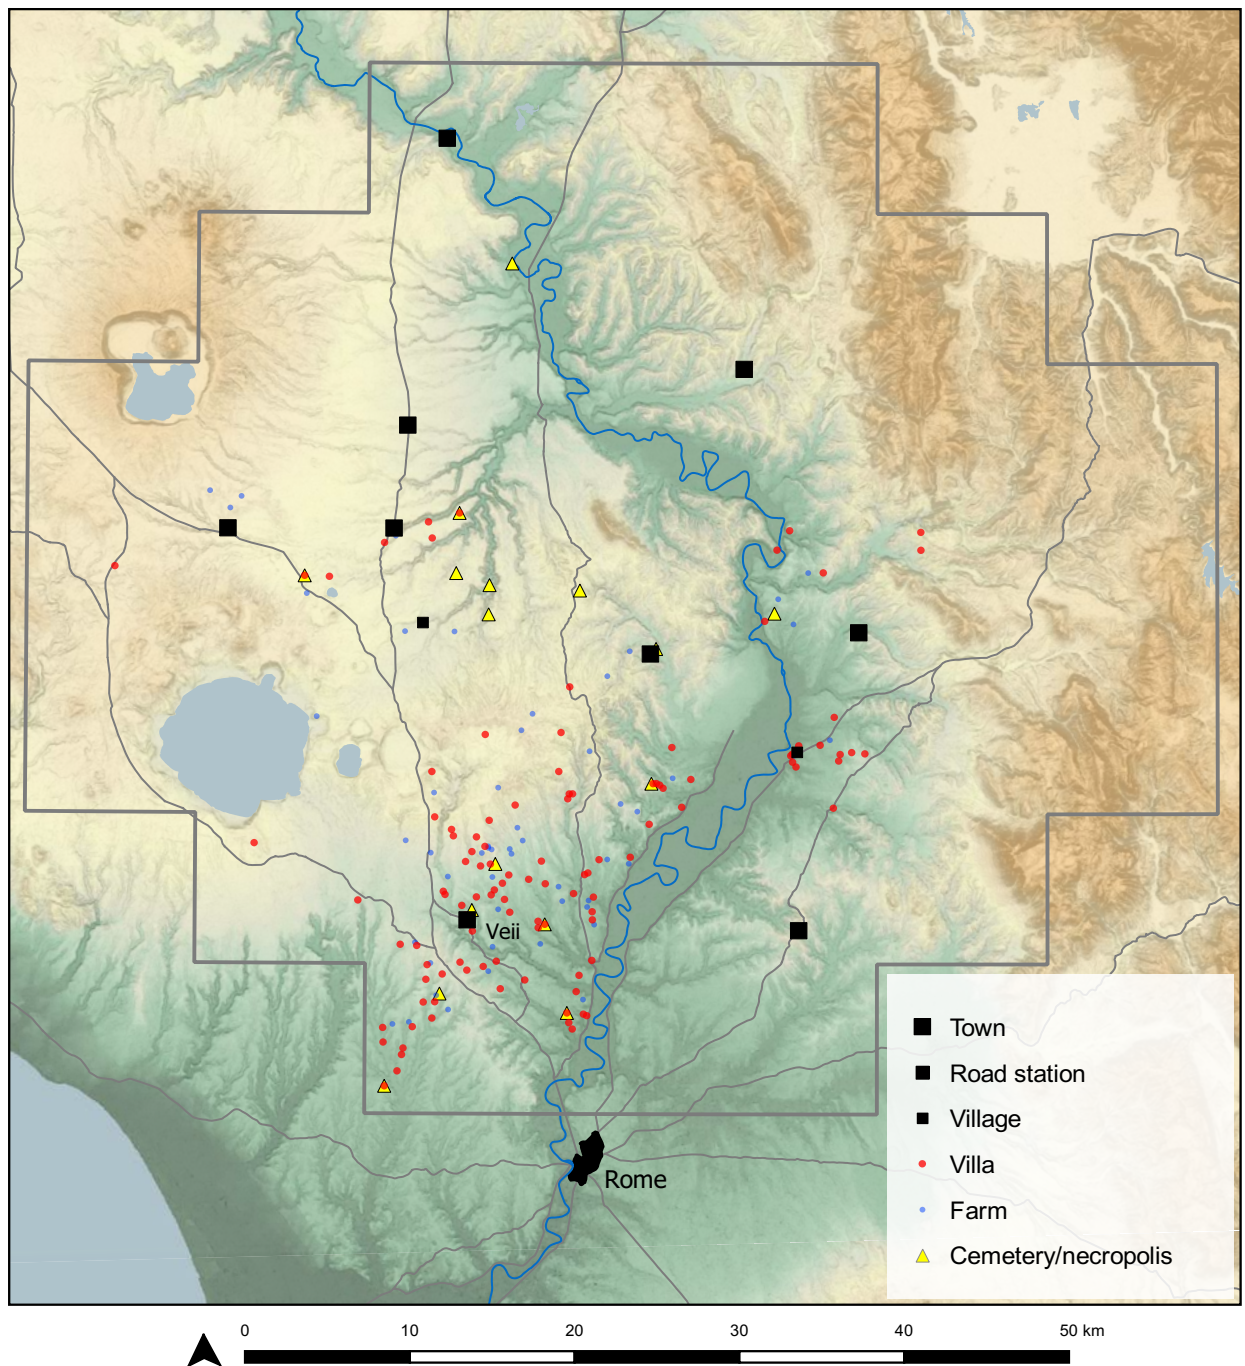 Veii
Town
Road station
Village
Villa
Farm
Cemetery/necropolis
Rome
0 10 20 30 40 50 km